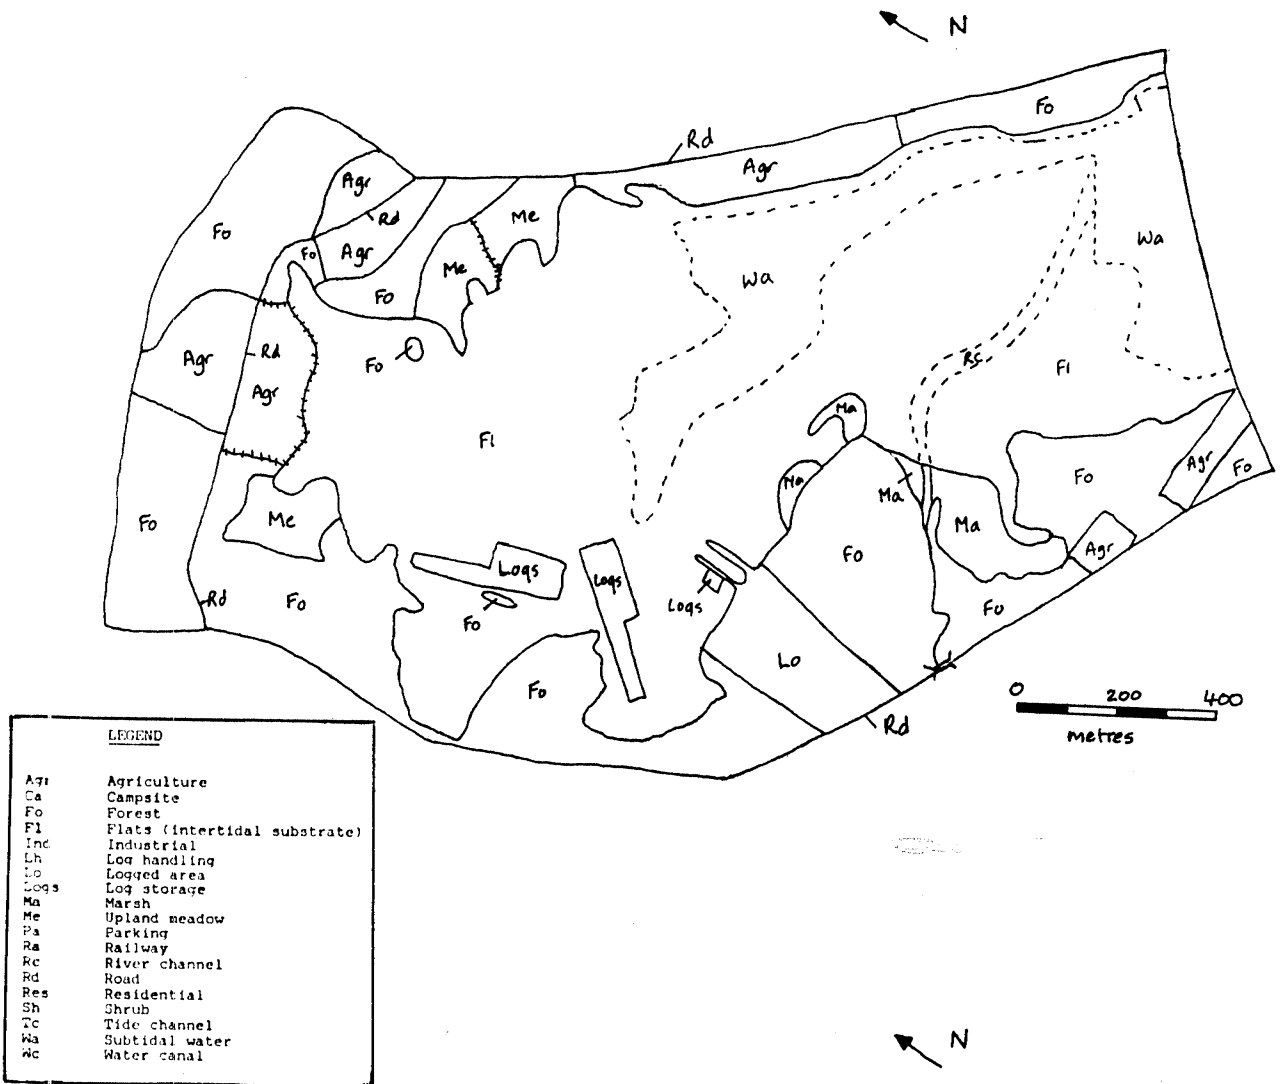 N
Fo
Rd
Agr
Agr
Rd
Me
Fo
Fo
Agr
Wa
Me
Wa
Fo
Rd
Rc
Agr
Fo
Fl
Agr
Ma
Fl
Agr
Fo
Fo
Ma
Ma
Ma
Fo
Me
Agr
Fo
Logs
Logs
Logs
Rd
Fo
Fo
Fo
Lo
Fo
0 200 400
metres
Rd
LEGEND
Agr Agriculture
Ca Campsite
Fo Forest
Fl Flats (intertidal substrate)
Ind Industrial
Lh Log handling
Lo Logged area
Logs Log storage
Ma Marsh
Me Upland meadow
Pa Parking
Ra Railway
Rc River channel
Rd Road
Res Residential
Sh Shrub
Tc Tide channel
Wa Subtidal water
Wc Water canal
N